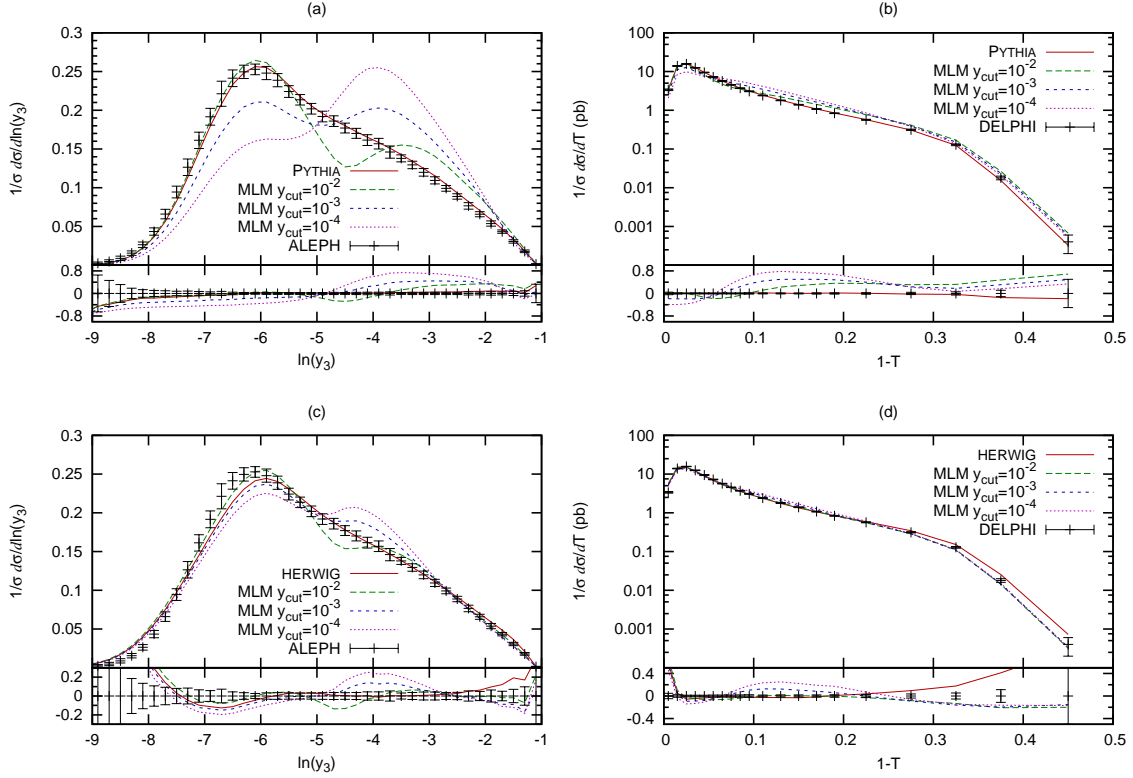 (a)
0.3
0.25
0.2
0.15
0.1
0.05
1/σ dσ/dln(y3)
PYTHIA
MLM ycut=10-2
MLM ycut=10-3
MLM ycut=10-4
ALEPH
0.8
0
-0.8
-9 -8 -7 -6 -5 -4 -3 -2 -1
ln(y3)
(b)
100
10
1
0.1
0.01
0.001
1/σ dσ/dT (pb)
PYTHIA
MLM ycut=10-2
MLM ycut=10-3
MLM ycut=10-4
DELPHI
0.8
0
-0.8
0 0.1 0.2 0.3 0.4 0.5
1-T
(c)
0.3
0.25
0.2
0.15
0.1
0.05
1/σ dσ/dln(y3)
HERWIG
MLM ycut=10-2
MLM ycut=10-3
MLM ycut=10-4
ALEPH
0.2
0
-0.2
-9 -8 -7 -6 -5 -4 -3 -2 -1
ln(y3)
(d)
100
10
1
0.1
0.01
0.001
1/σ dσ/dT (pb)
HERWIG
MLM ycut=10-2
MLM ycut=10-3
MLM ycut=10-4
DELPHI
0.4
0
-0.4
0 0.1 0.2 0.3 0.4 0.5
1-T